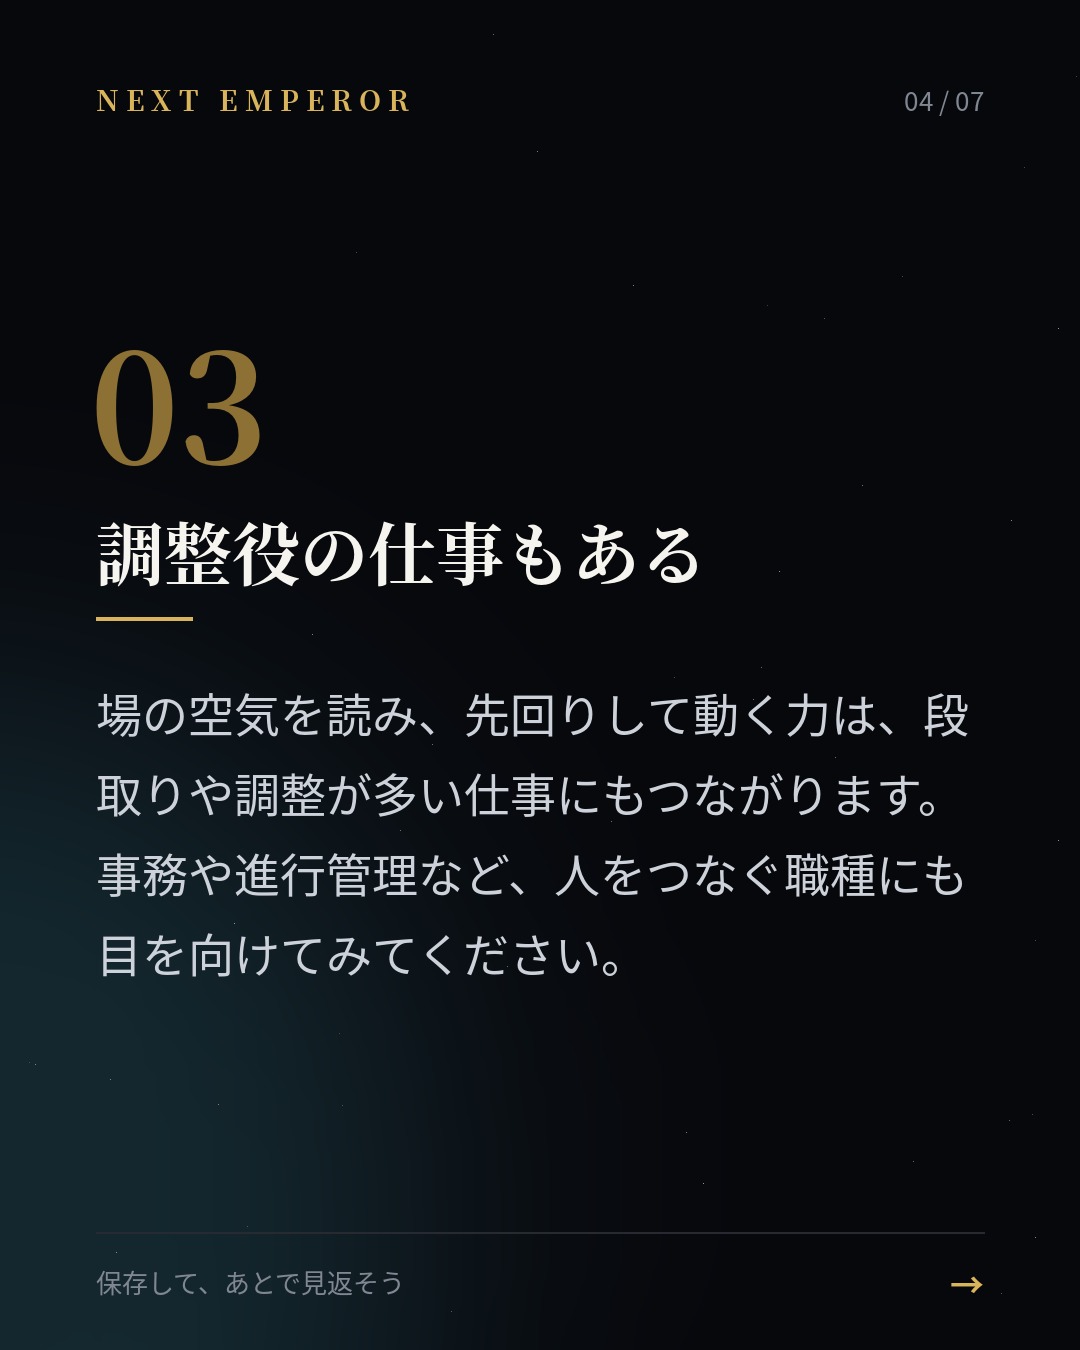 NEXT EMPEROR
04 / 07
03
調整役の仕事もある
場の空気を読み、先回りして動く力は、段
取りや調整が多い仕事にもつながります。
事務や進行管理など、人をつなぐ職種にも
目を向けてみてください。
保存して、あとで見返そう
→